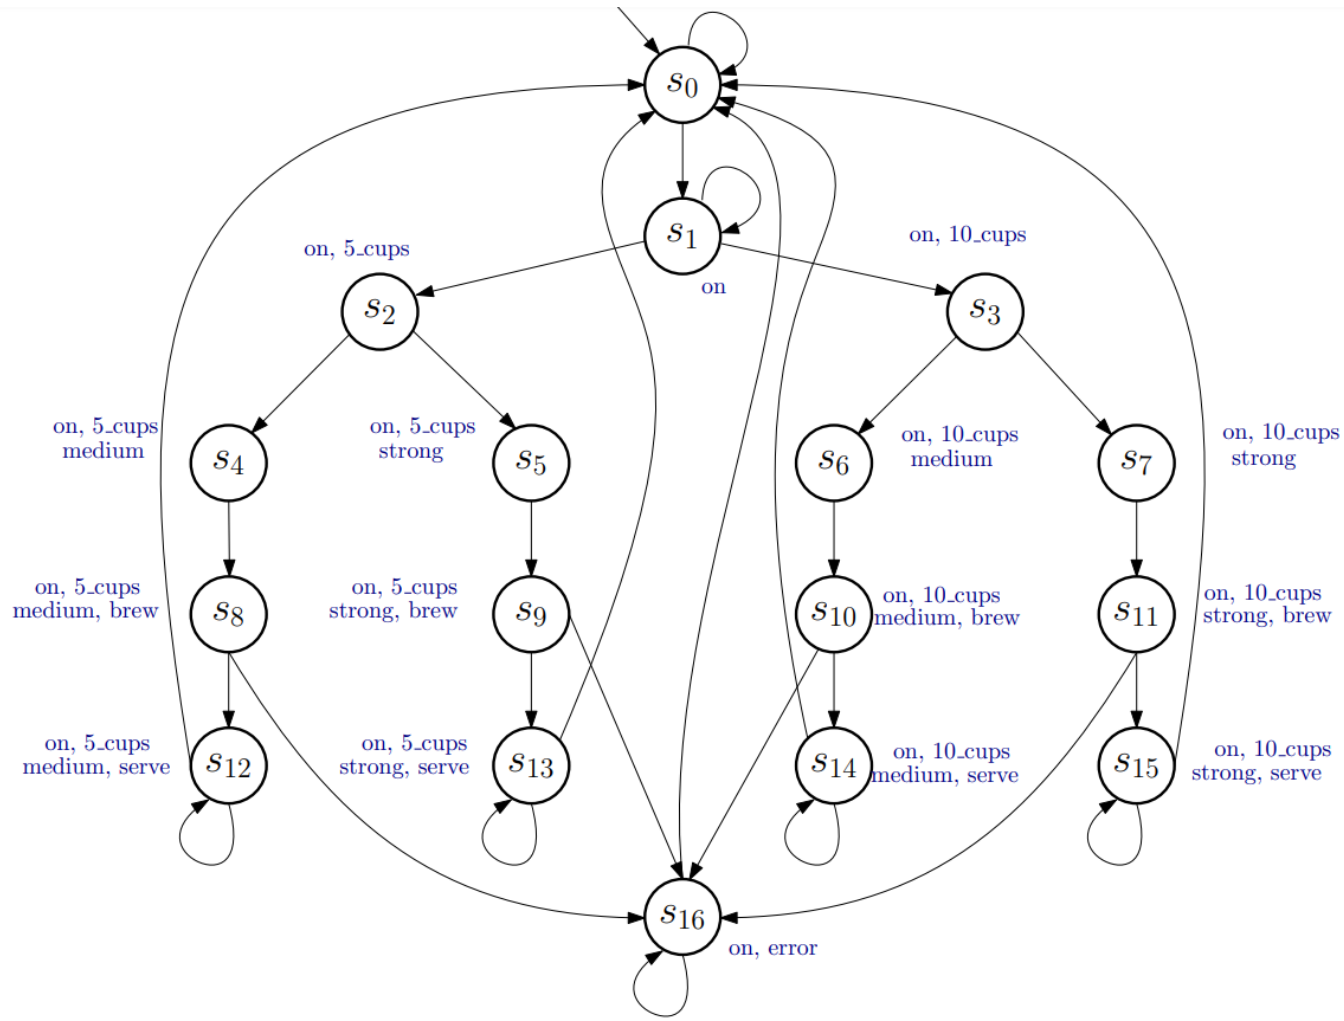 s0
s1
on, 5_cups
on, 10_cups
on
s2
s3
on, 5_cups
medium
s4
on, 5_cups
strong
s5
s6
on, 10_cups
medium
s7
on, 10_cups
strong
on, 5_cups
medium, brew
s8
on, 5_cups
strong, brew
s9
s10
on, 10_cups
medium, brew
s11
on, 10_cups
strong, brew
on, 5_cups
medium, serve
s12
on, 5_cups
strong, serve
s13
s14
on, 10_cups
medium, serve
s15
on, 10_cups
strong, serve
s16
on, error